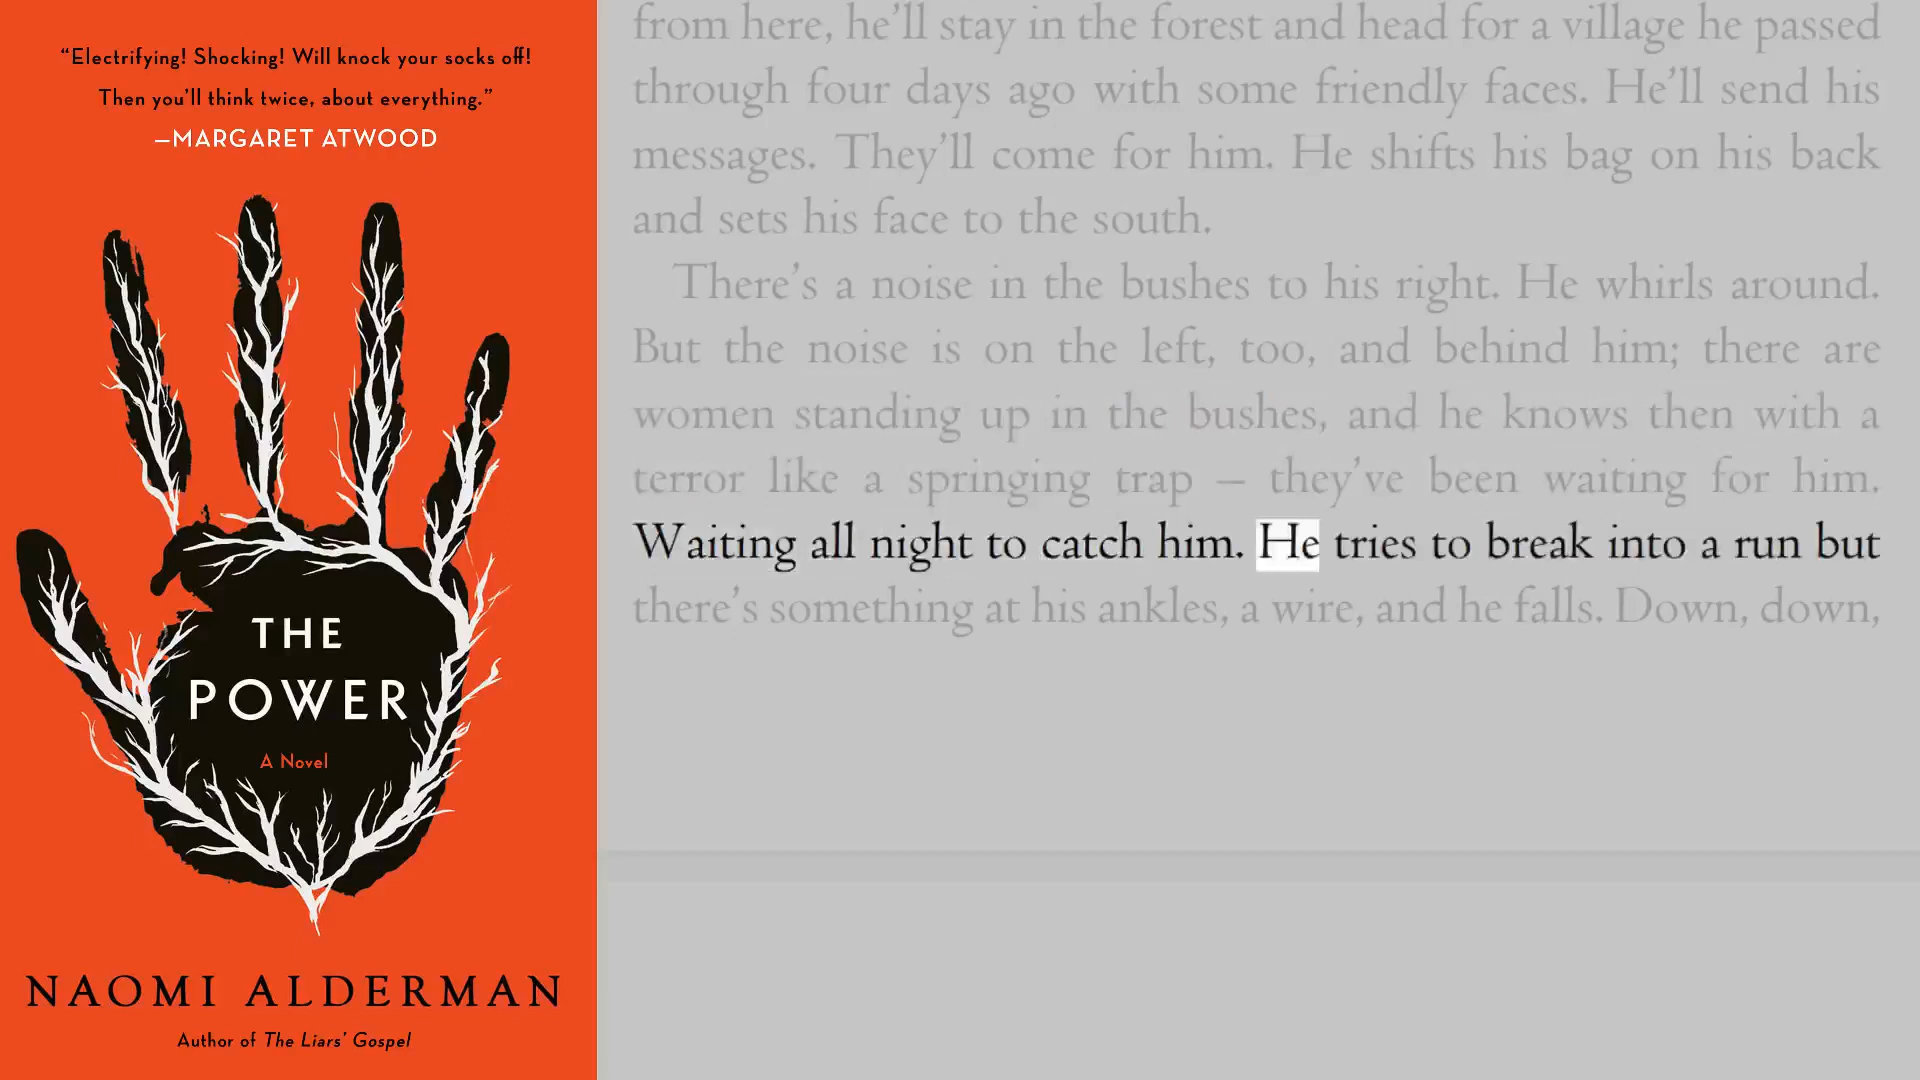 “Electrifying! Shocking! Will knock your socks off!
Then you’ll think twice, about everything.”
—MARGARET ATWOOD
THE
POWER
A Novel
NAOMI ALDERMAN
Author of The Liars’ Gospel
from here, he’ll stay in the forest and head for a village he passed
through four days ago with some friendly faces. He’ll send his
messages. They’ll come for him. He shifts his bag on his back
and sets his face to the south.
There’s a noise in the bushes to his right. He whirls around.
But the noise is on the left, too, and behind him; there are
women standing up in the bushes, and he knows then with a
terror like a springing trap – they’ve been waiting for him.
Waiting all night to catch him. He tries to break into a run but
there’s something at his ankles, a wire, and he falls. Down, down,